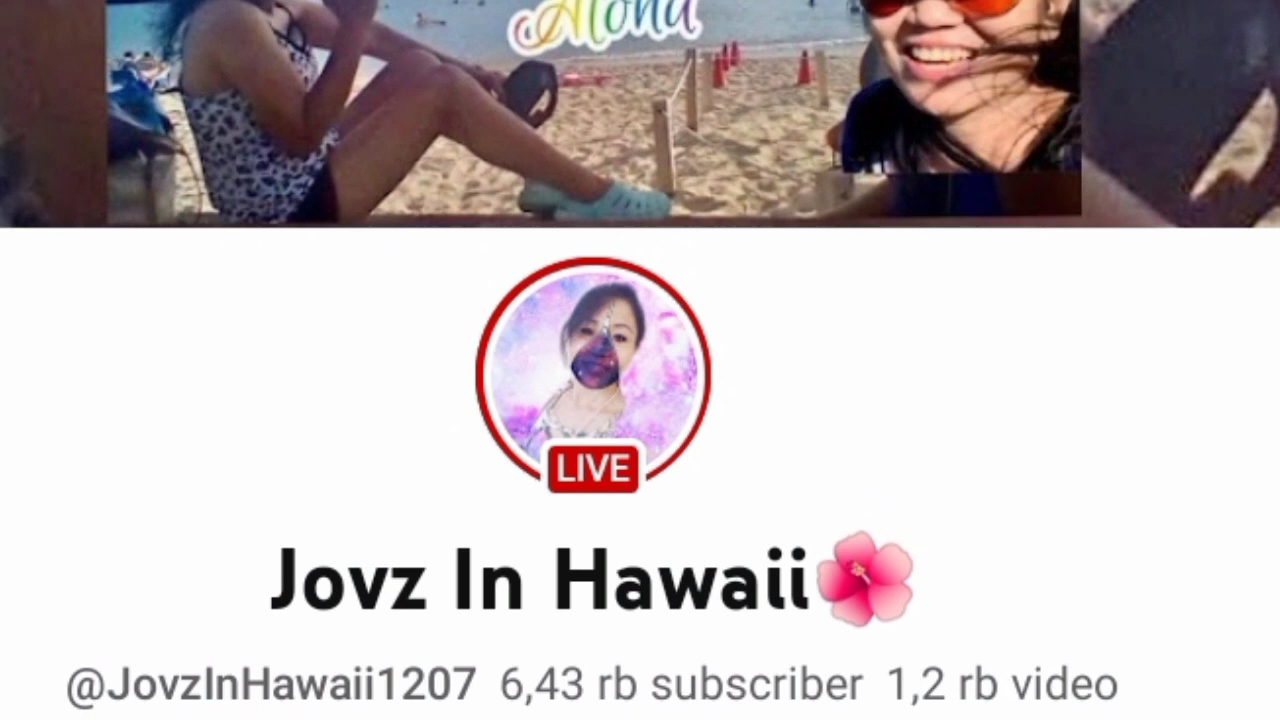 Aloha
LIVE
Jovz In Hawaii🌺
@JovzInHawaii1207 6,43 rb subscriber 1,2 rb video